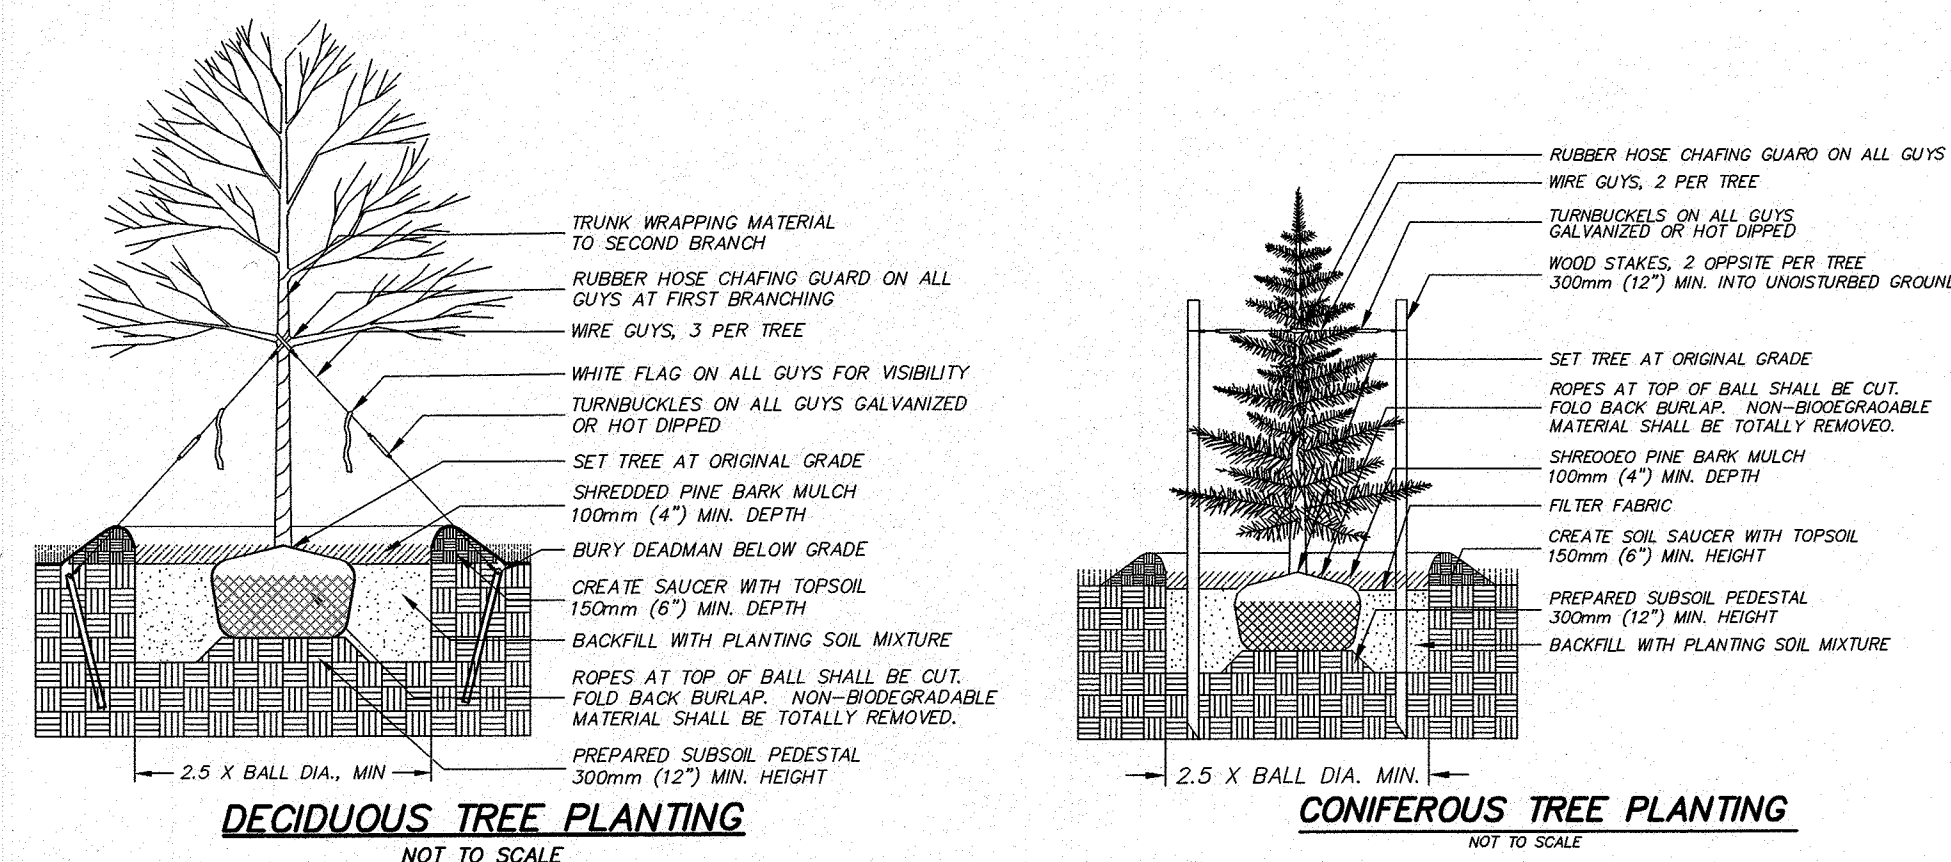 TRUNK WRAPPING MATERIAL
TO SECOND BRANCH
RUBBER HOSE CHAFING GUARD ON ALL
GUYS AT FIRST BRANCHING
WIRE GUYS, 3 PER TREE
WHITE FLAG ON ALL GUYS FOR VISIBILITY
TURNBUCKLES ON ALL GUYS GALVANIZED
OR HOT DIPPED
SET TREE AT ORIGINAL GRADE
SHREDDED PINE BARK MULCH
100mm (4") MIN. DEPTH
BURY DEADMAN BELOW GRADE
CREATE SAUCER WITH TOPSOIL
150mm (6") MIN. DEPTH
BACKFILL WITH PLANTING SOIL MIXTURE
ROPES AT TOP OF BALL SHALL BE CUT.
FOLD BACK BURLAP. NON-BIODEGRADABLE
MATERIAL SHALL BE TOTALLY REMOVED.
PREPARED SUBSOIL PEDESTAL
300mm (12") MIN. HEIGHT
2.5 X BALL DIA., MIN
DECIDUOUS TREE PLANTING
NOT TO SCALE
RUBBER HOSE CHAFING GUARO ON ALL GUYS
WIRE GUYS, 2 PER TREE
TURNBUCKELS ON ALL GUYS
GALVANIZED OR HOT DIPPED
WOOD STAKES, 2 OPPSITE PER TREE
300mm (12") MIN. INTO UNOISTURBED GROUND
SET TREE AT ORIGINAL GRADE
ROPES AT TOP OF BALL SHALL BE CUT.
FOLO BACK BURLAP. NON-BIOOEGRAOABLE
MATERIAL SHALL BE TOTALLY REMOVEO.
SHREOOEO PINE BARK MULCH
100mm (4") MIN. DEPTH
FILTER FABRIC
CREATE SOIL SAUCER WITH TOPSOIL
150mm (6") MIN. HEIGHT
PREPARED SUBSOIL PEDESTAL
300mm (12") MIN. HEIGHT
BACKFILL WITH PLANTING SOIL MIXTURE
2.5 X BALL DIA. MIN.
CONIFEROUS TREE PLANTING
NOT TO SCALE